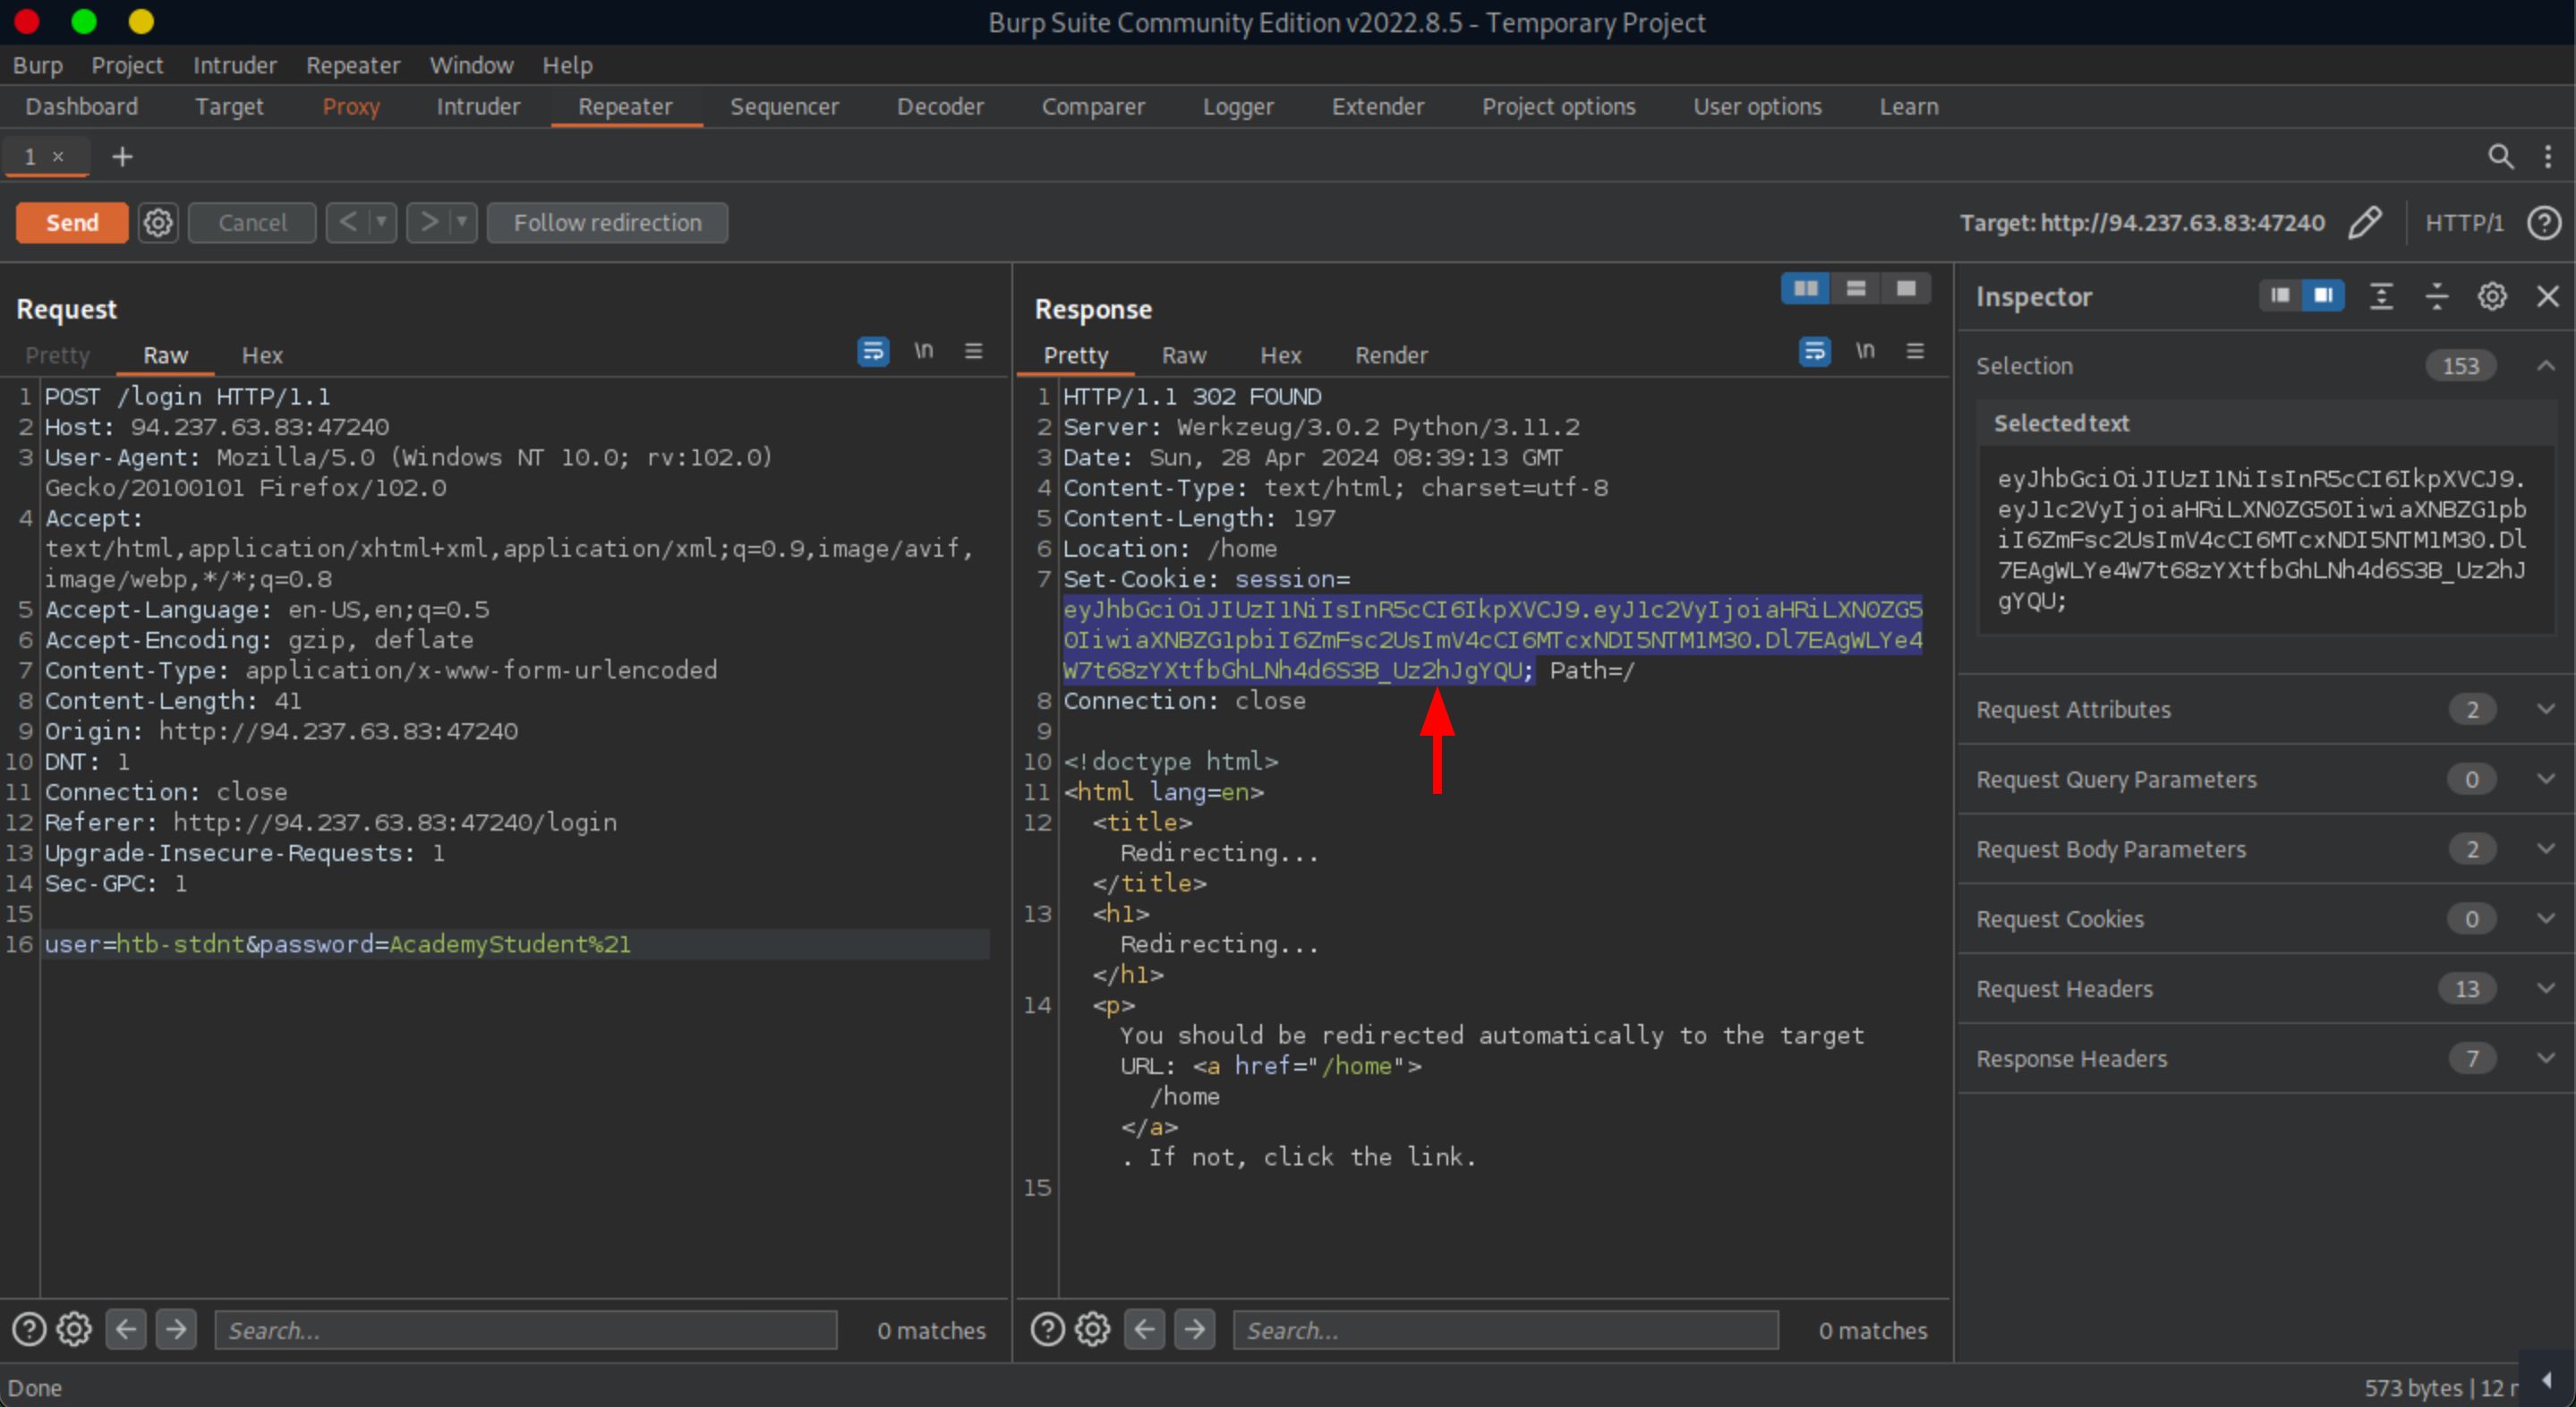 Burp Suite Community Edition v2022.8.5 - Temporary Project
Burp Project Intruder Repeater Window Help
Dashboard Target Proxy Intruder Repeater Sequencer Decoder Comparer Logger Extender Project options User options Learn
1 × +
Send Cancel < > Follow redirection Target: http://94.237.63.83:47240 HTTP/1
Request
Pretty Raw Hex \n
1 POST /login HTTP/1.1
2 Host: 94.237.63.83:47240
3 User-Agent: Mozilla/5.0 (Windows NT 10.0; rv:102.0)
Gecko/20100101 Firefox/102.0
4 Accept:
text/html,application/xhtml+xml,application/xml;q=0.9,image/avif,
image/webp,*/*;q=0.8
5 Accept-Language: en-US,en;q=0.5
6 Accept-Encoding: gzip, deflate
7 Content-Type: application/x-www-form-urlencoded
8 Content-Length: 41
9 Origin: http://94.237.63.83:47240
10 DNT: 1
11 Connection: close
12 Referer: http://94.237.63.83:47240/login
13 Upgrade-Insecure-Requests: 1
14 Sec-GPC: 1
15
16 user=htb-stdnt&password=AcademyStudent%21
Search... 0 matches
Response
Pretty Raw Hex Render \n
1 HTTP/1.1 302 FOUND
2 Server: Werkzeug/3.0.2 Python/3.11.2
3 Date: Sun, 28 Apr 2024 08:39:13 GMT
4 Content-Type: text/html; charset=utf-8
5 Content-Length: 197
6 Location: /home
7 Set-Cookie: session=
eyJhbGciOiJIUzI1NiIsInR5cCI6IkpXVCJ9.eyJ1c2VyIjoiaHRiLXN0ZG5
0IiwiaXNBZG1pbiI6ZmFsc2UsImV4cCI6MTcxNDI5NTM1M30.Dl7EAgWLYe4
W7t68zYXtfbGhLNh4d6S3B_Uz2hJgYQU; Path=/
8 Connection: close
9
10 <!doctype html>
11 <html lang=en>
12 <title>
Redirecting...
</title>
13 <h1>
Redirecting...
</h1>
14 <p>
You should be redirected automatically to the target
URL: <a href="/home">
/home
</a>
. If not, click the link.
15
Search... 0 matches
Inspector
Selection 153
Selected text
eyJhbGciOiJIUzI1NiIsInR5cCI6IkpXVCJ9.
eyJ1c2VyIjoiaHRiLXN0ZG50IiwiaXNBZG1pb
iI6ZmFsc2UsImV4cCI6MTcxNDI5NTM1M30.Dl
7EAgWLYe4W7t68zYXtfbGhLNh4d6S3B_Uz2hJ
gYQU;
Request Attributes 2
Request Query Parameters 0
Request Body Parameters 2
Request Cookies 0
Request Headers 13
Response Headers 7
Done 573 bytes | 12